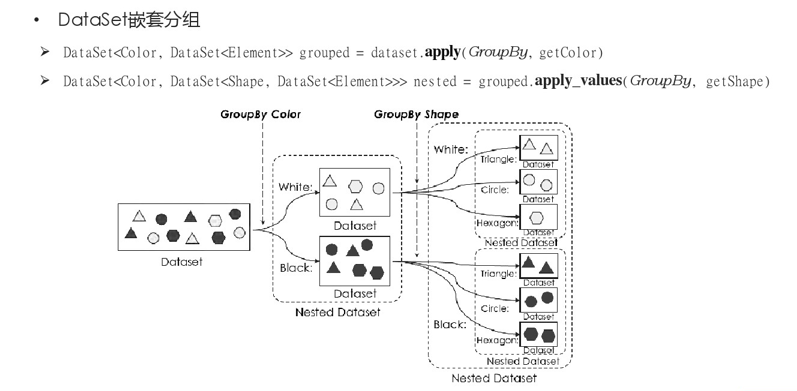 • DataSet嵌套分组
➢ DataSet<Color, DataSet<Element>> grouped = dataset.apply(GroupBy, getColor)
➢ DataSet<Color, DataSet<Shape, DataSet<Element>>> nested = grouped.apply_values(GroupBy, getShape)
GroupBy Color
GroupBy Shape
Dataset
White:
Dataset
Black:
Dataset
Nested Dataset
White:
Triangle:
Dataset
Circle:
Dataset
Hexagon:
Dataset
Nested Dataset
Black:
Triangle:
Dataset
Circle:
Dataset
Hexagon:
Dataset
Nested Dataset
Nested Dataset